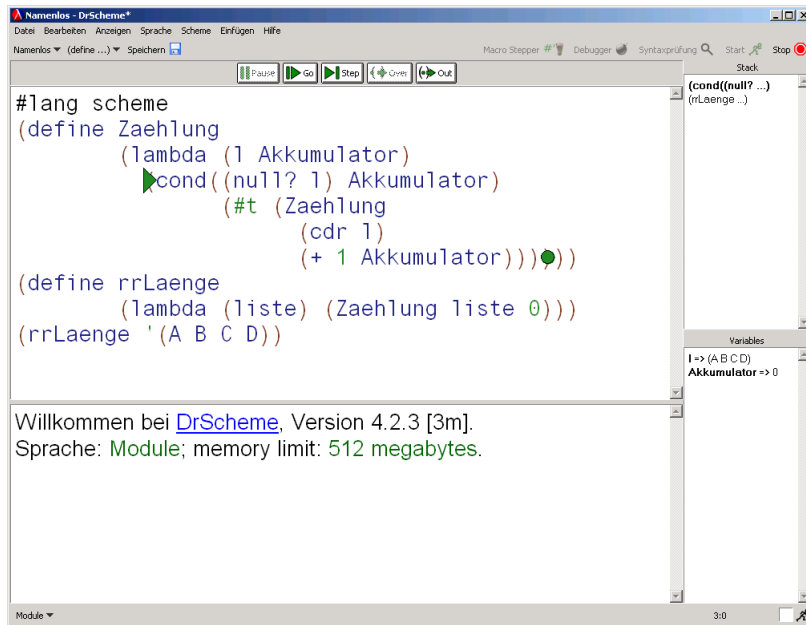 Namenlos - DrScheme*
Datei Bearbeiten Anzeigen Sprache Scheme Einfügen Hilfe
Namenlos (define ...) Speichern Macro Stepper #' Debugger Syntaxprüfung Start Stop
Pause Go Step Over Out
#lang scheme
(define Zaehlung
(lambda (l Akkumulator)
(cond((null? l) Akkumulator)
(#t (Zaehlung
(cdr l)
(+ 1 Akkumulator))))))
(define rrLaenge
(lambda (liste) (Zaehlung liste 0)))
(rrLaenge '(A B C D))
Stack
(cond((null? ...)
(rrLaenge ...)
Variables
l => (A B C D)
Akkumulator => 0
Willkommen bei DrScheme, Version 4.2.3 [3m].
Sprache: Module; memory limit: 512 megabytes.
Module 3:0